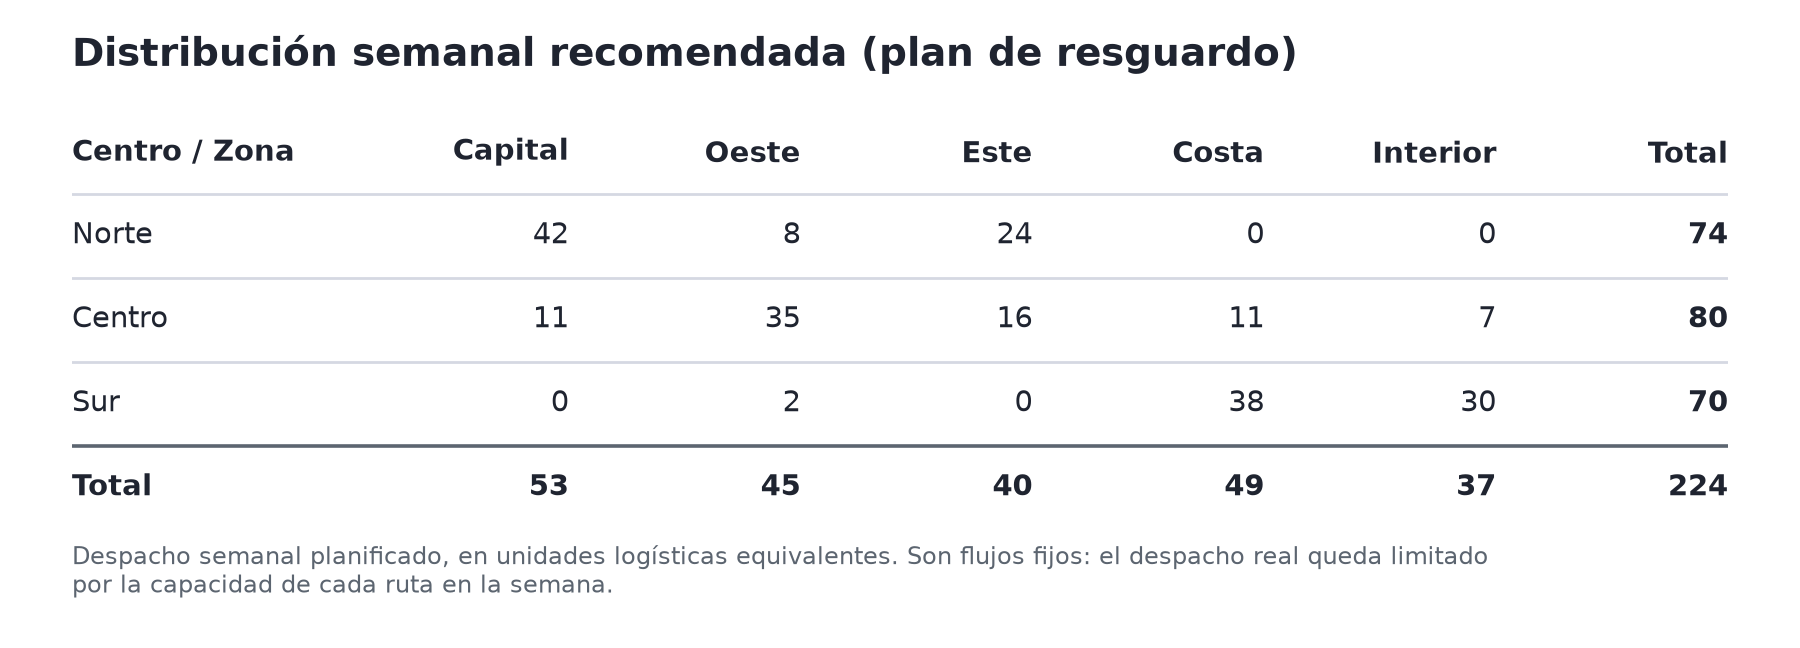 Distribución semanal recomendada (plan de resguardo)
Centro / Zona Capital Oeste Este Costa Interior Total
Norte 42 8 24 0 0 74
Centro 11 35 16 11 7 80
Sur 0 2 0 38 30 70
Total 53 45 40 49 37 224
Despacho semanal planificado, en unidades logísticas equivalentes. Son flujos fijos: el despacho real queda limitado
por la capacidad de cada ruta en la semana.